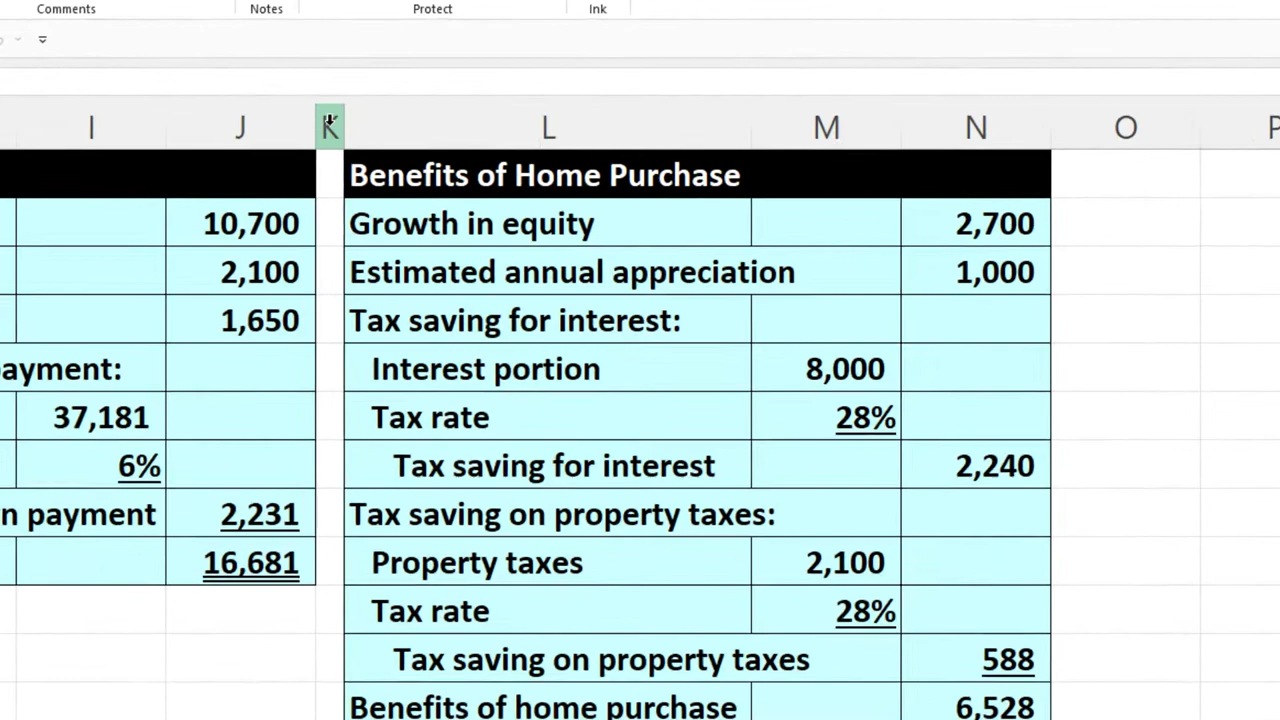 Comments Notes Protect Ink
I J K L M N O P
Benefits of Home Purchase
10,700 Growth in equity 2,700
2,100 Estimated annual appreciation 1,000
1,650 Tax saving for interest:
ayment: Interest portion 8,000
37,181 Tax rate 28%
6% Tax saving for interest 2,240
n payment 2,231 Tax saving on property taxes:
16,681 Property taxes 2,100
Tax rate 28%
Tax saving on property taxes 588
Benefits of home purchase 6,528